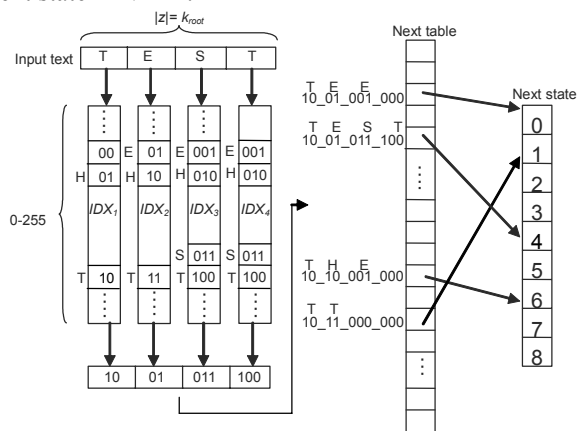 |z|= k_root
Input text T E S T
0-255
00 E 01 E 001 E 001
H 01 H 10 H 010 H 010
IDX1 IDX2 IDX3 IDX4
S 011 S 011
T 10 T 11 T 100 T 100
10 01 011 100
Next table
T E E
10_01_001_000
T E S T
10_01_011_100
T H E
10_10_001_000
T T
10_11_000_000
Next state
0
1
2
3
4
5
6
7
8